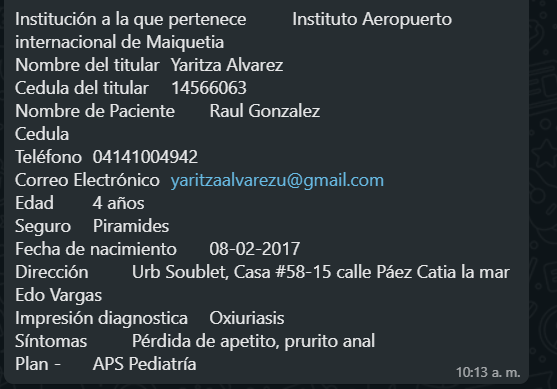 Institución a la que pertenece Instituto Aeropuerto
internacional de Maiquetia
Nombre del titular Yaritza Alvarez
Cedula del titular 14566063
Nombre de Paciente Raul Gonzalez
Cedula
Teléfono 04141004942
Correo Electrónico yaritzaalvarezu@gmail.com
Edad 4 años
Seguro Piramides
Fecha de nacimiento 08-02-2017
Dirección Urb Soublet, Casa #58-15 calle Páez Catia la mar
Edo Vargas
Impresión diagnostica Oxiuriasis
Síntomas Pérdida de apetito, prurito anal
Plan - APS Pediatría
10:13 a. m.